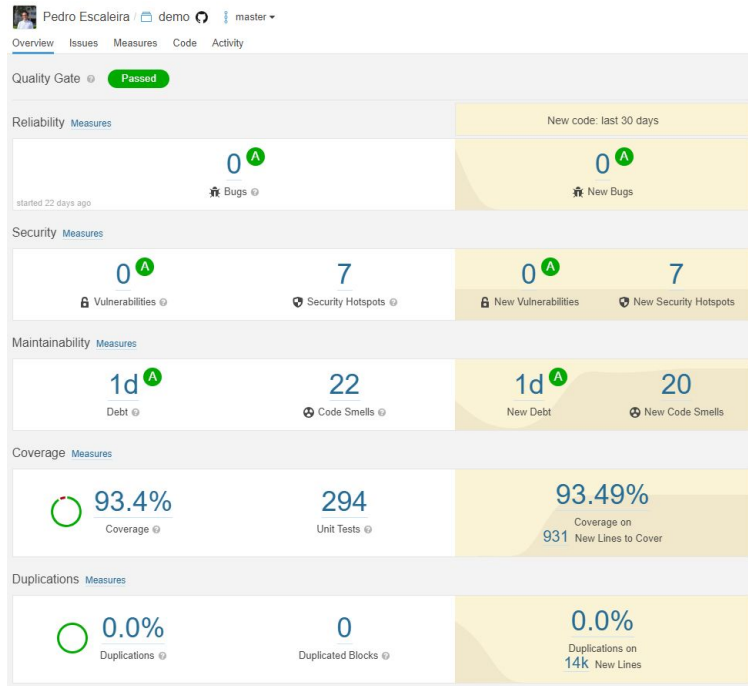 Pedro Escaleira / demo master
Overview Issues Measures Code Activity
Quality Gate ? Passed
Reliability Measures
New code: last 30 days
0 A
Bugs ?
started 22 days ago
0 A
New Bugs
Security Measures
0 A
Vulnerabilities ?
7
Security Hotspots ?
0 A
New Vulnerabilities
7
New Security Hotspots
Maintainability Measures
1d A
Debt ?
22
Code Smells ?
1d A
New Debt
20
New Code Smells
Coverage Measures
93.4%
Coverage ?
294
Unit Tests ?
93.49%
Coverage on
931 New Lines to Cover
Duplications Measures
0.0%
Duplications ?
0
Duplicated Blocks ?
0.0%
Duplications on
14k New Lines